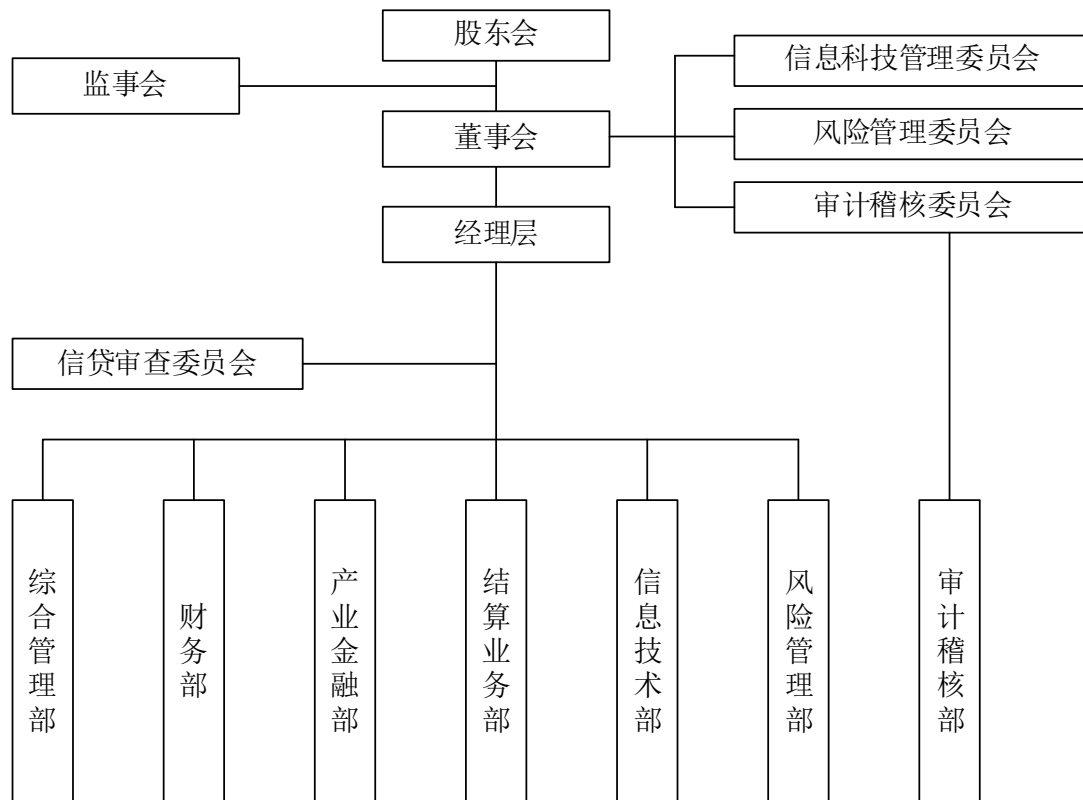 股东会
监事会
信息科技管理委员会
董事会
风险管理委员会
经理层
审计稽核委员会
信贷审查委员会
综合管理部
财务部
产业金融部
结算业务部
信息技术部
风险管理部
审计稽核部